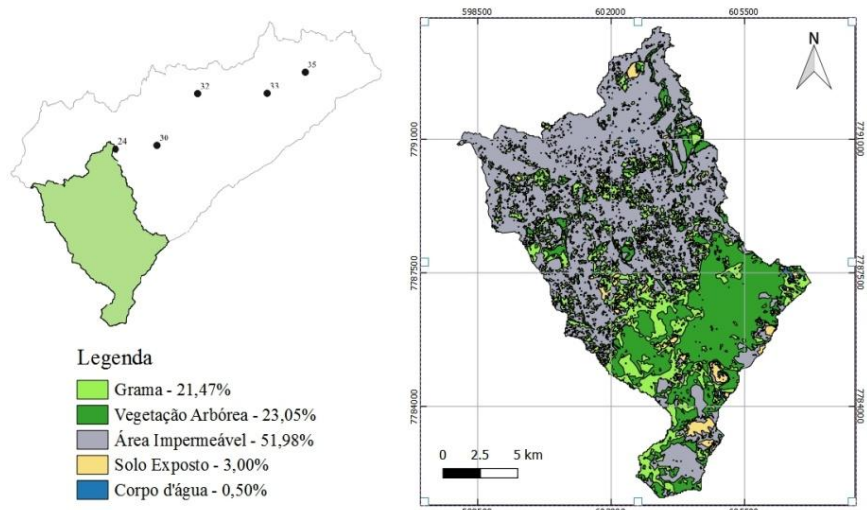 35
32
33
24
30
Legenda
Grama - 21,47%
Vegetação Arbórea - 23,05%
Área Impermeável - 51,98%
Solo Exposto - 3,00%
Corpo d'água - 0,50%
598500
602000
605500
N
7791000
7791000
7787500
7787500
7784000
7784000
0
2.5
5 km
602000